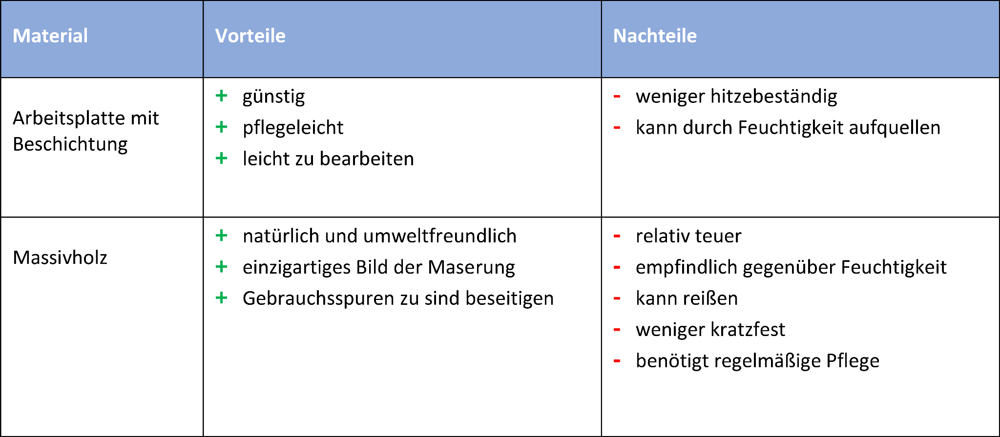 Material
Vorteile
Nachteile
Arbeitsplatte mit
Beschichtung
+ günstig
+ pflegeleicht
+ leicht zu bearbeiten
- weniger hitzebeständig
- kann durch Feuchtigkeit aufquellen
Massivholz
+ natürlich und umweltfreundlich
+ einzigartiges Bild der Maserung
+ Gebrauchsspuren zu sind beseitigen
- relativ teuer
- empfindlich gegenüber Feuchtigkeit
- kann reißen
- weniger kratzfest
- benötigt regelmäßige Pflege